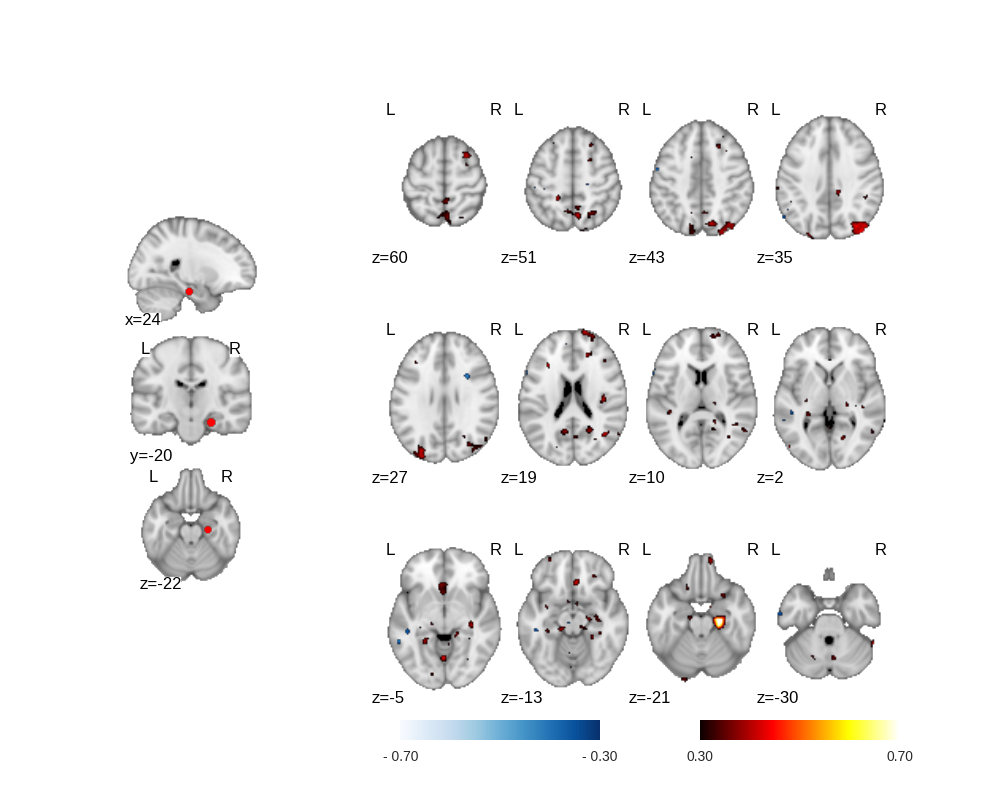 L R L R L R L R
z=60 z=51 z=43 z=35
x=24
L R L R L R L R
L R
z=27 z=19 z=10 z=2
y=-20
L R
L R L R L R L R
z=-22
z=-5 z=-13 z=-21 z=-30
- 0.70 - 0.30 0.30 0.70